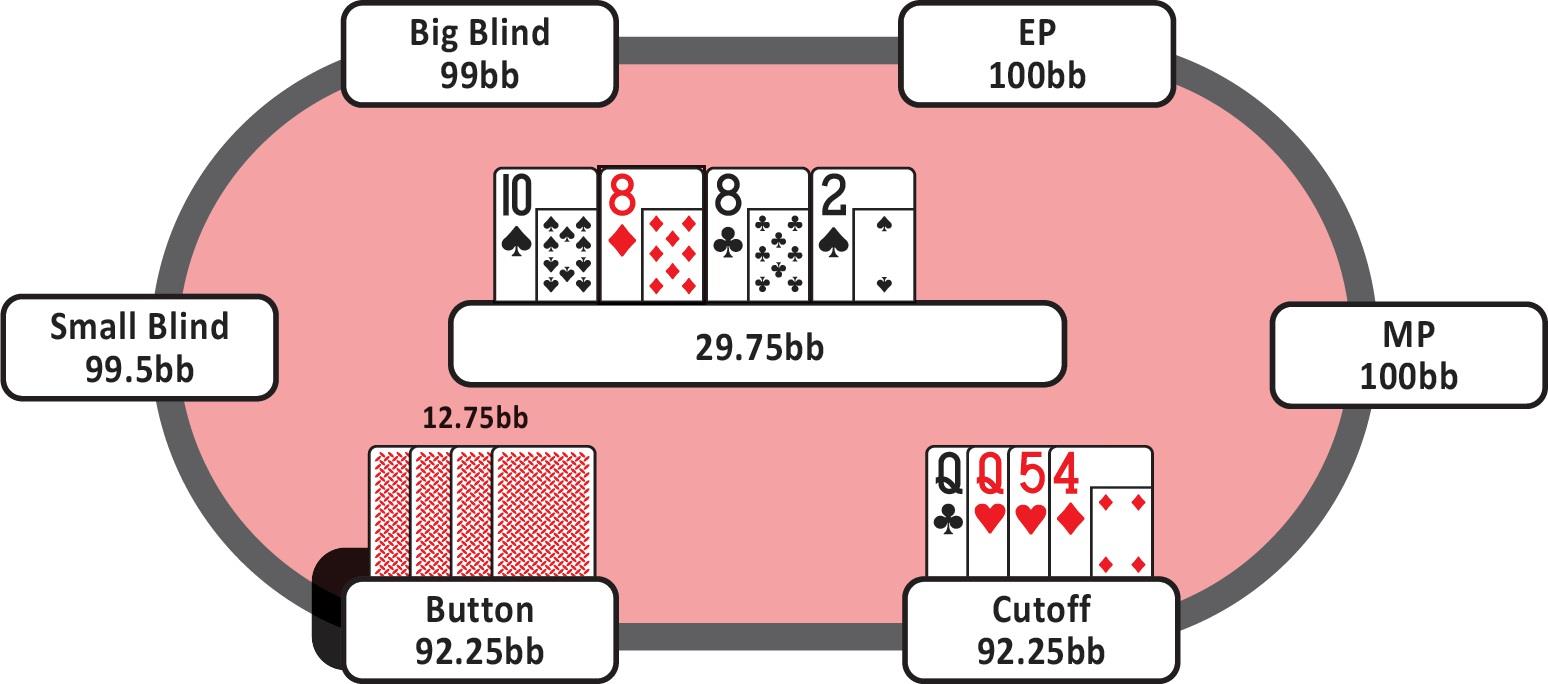 Big Blind
99bb
EP
100bb
10 8 8 2
Small Blind
99.5bb
29.75bb
MP
100bb
12.75bb
Q Q 5 4
Button
92.25bb
Cutoff
92.25bb